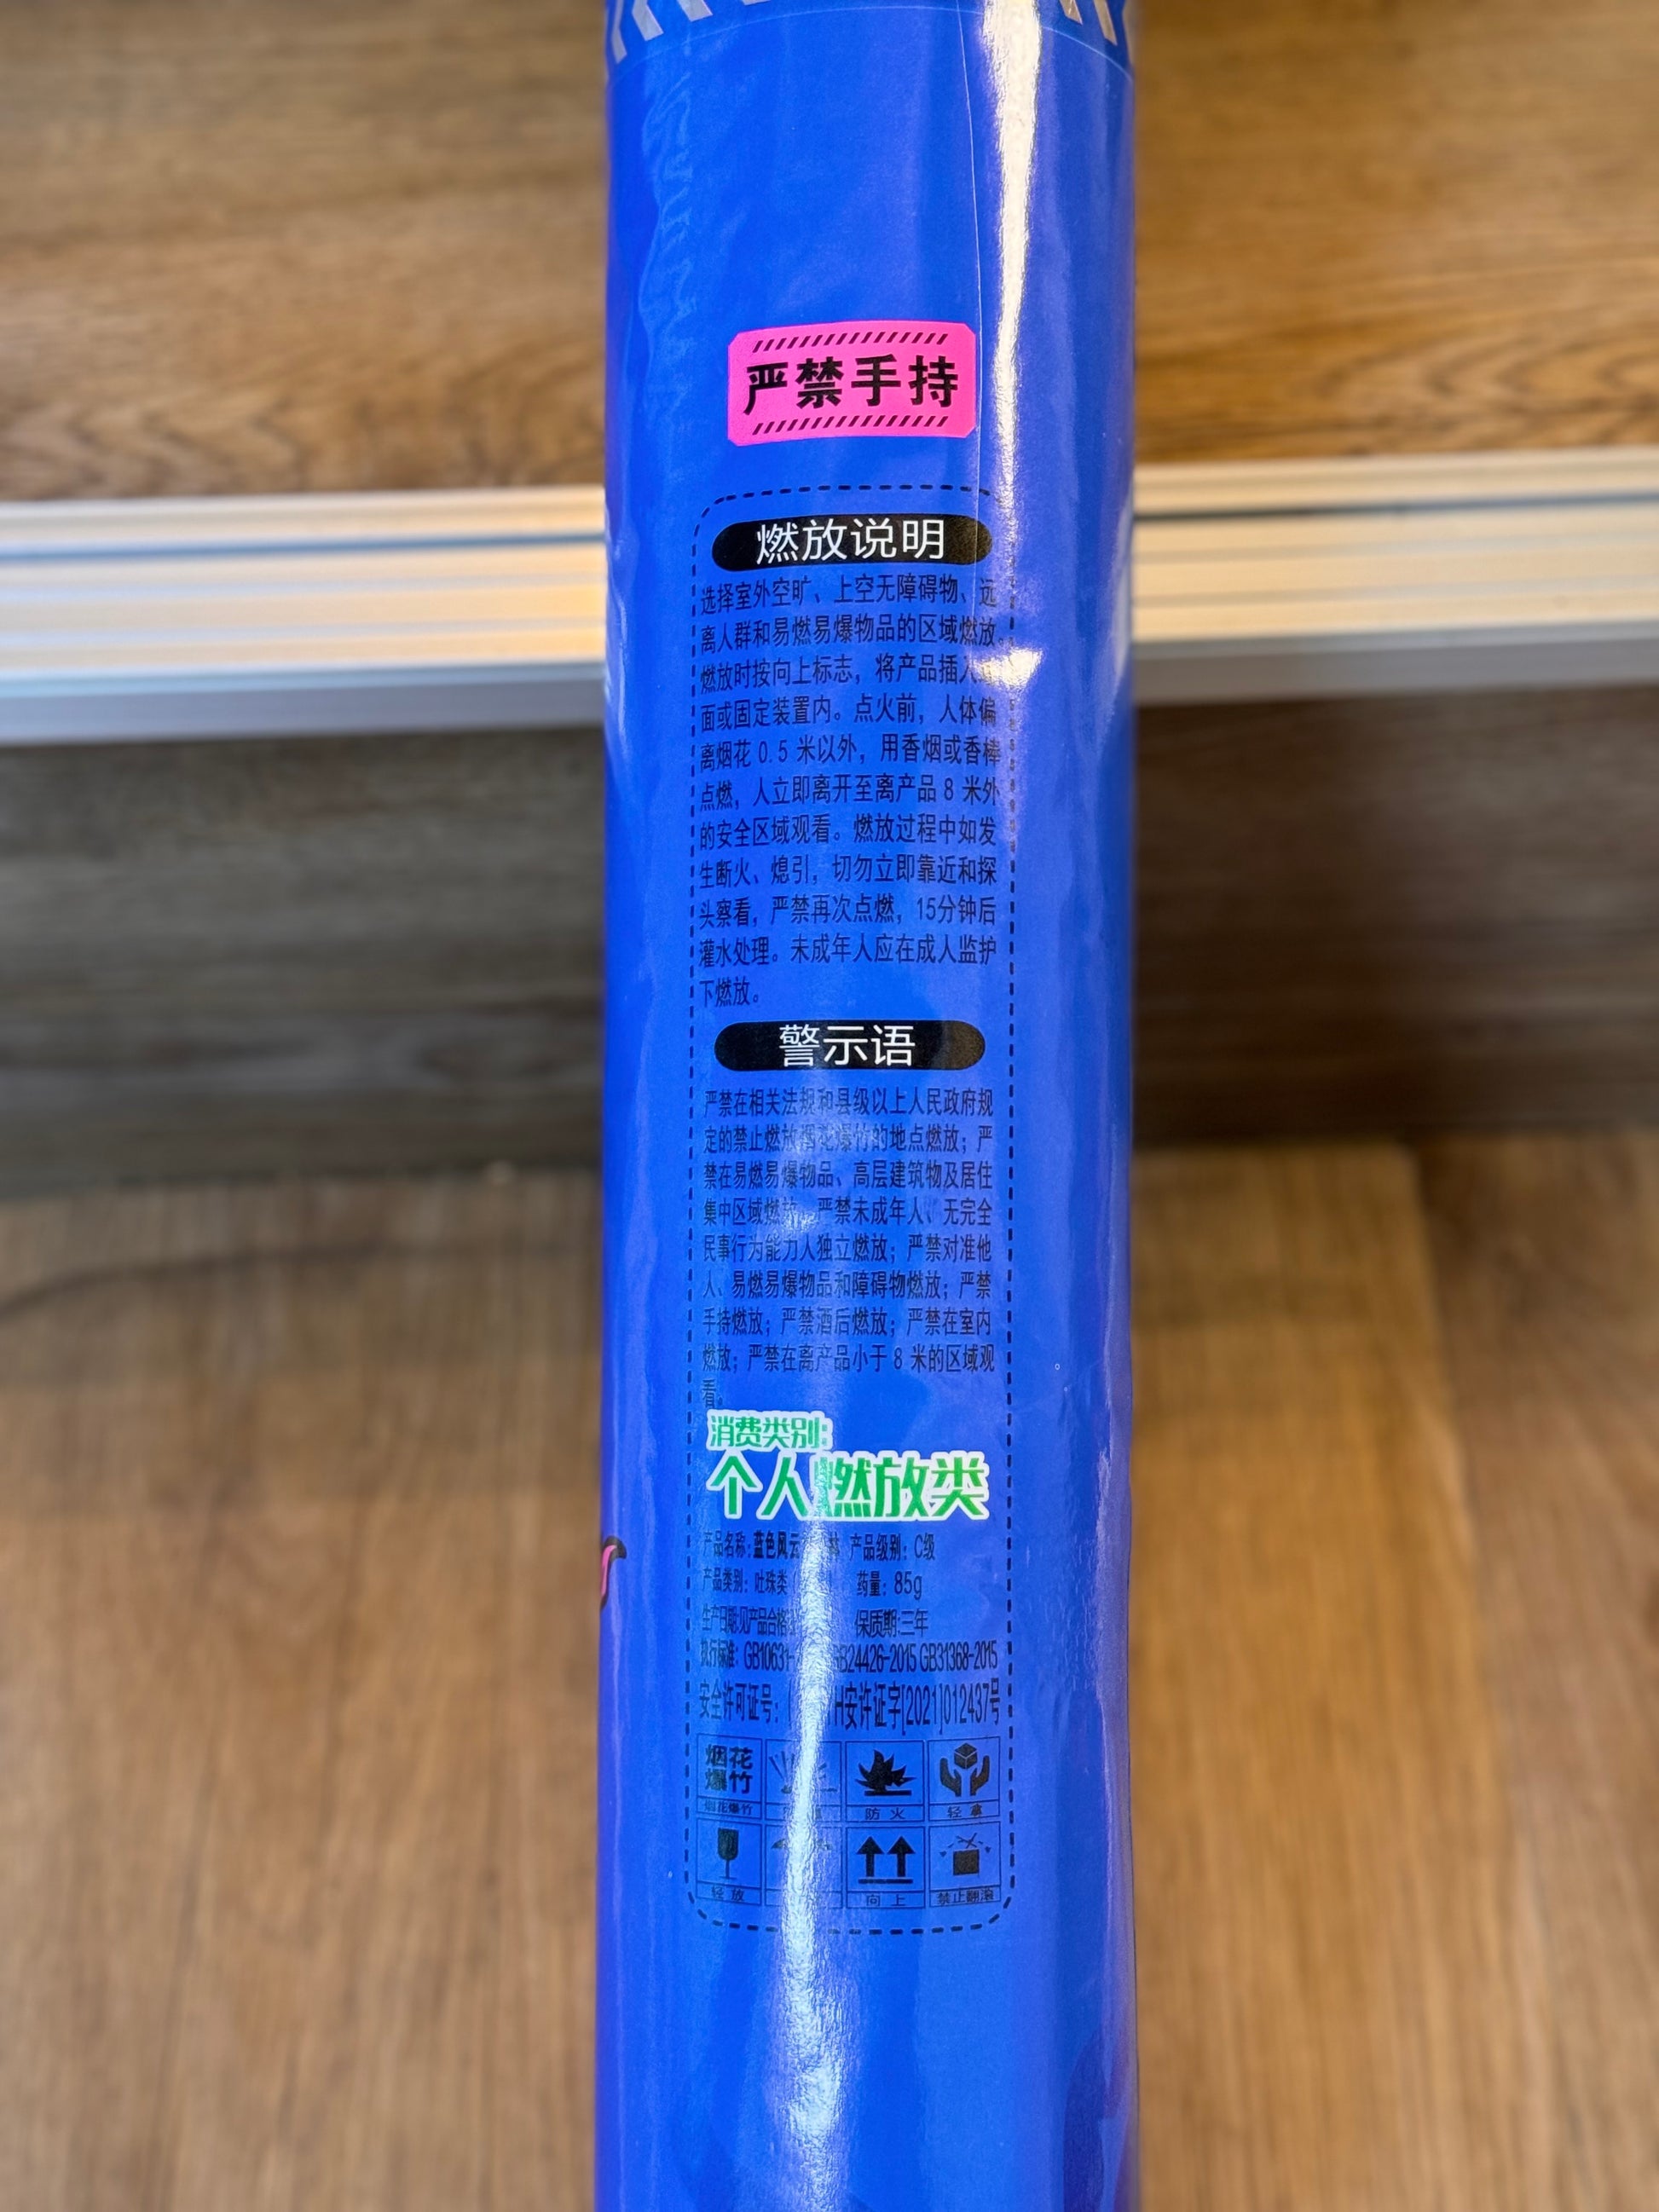 严禁手持
燃放说明
选择室外空旷、上空无障碍物、远
离人群和易燃易爆物品的区域燃放。
燃放时按向上标志，将产品插入
面或固定装置内。点火前，人体偏
离烟花 0.5 米以外，用香烟或香棒
点燃，人立即离开至离产品 8 米外
的安全区域观看。燃放过程中如发
生断火、熄引，切勿立即靠近和探
头察看，严禁再次点燃，15分钟后
灌水处理。未成年人应在成人监护
下燃放。
警示语
严禁在相关法规和县级以上人民政府规
定的禁止燃放烟花爆竹的地点燃放；严
禁在易燃易爆物品、高层建筑物及居住
集中区域燃放；严禁未成年人、无完全
民事行为能力人独立燃放；严禁对准他
人、易燃易爆物品和障碍物燃放；严禁
手持燃放；严禁酒后燃放；严禁在室内
燃放；严禁在离产品小于 8 米的区域观
看。
消费类别:
个人燃放类
产品名称:蓝色风云 产品级别: C级
产品类别: 吐珠类 药量: 85g
生产日期:见产品合格 保质期:三年
执行标准: GB10631- GB24426-2015 GB31368-2015
安全许可证号: H安许证字[2021]012437号
烟花
爆竹
烟花爆竹 防火 轻拿
轻放 向上 禁止翻滚